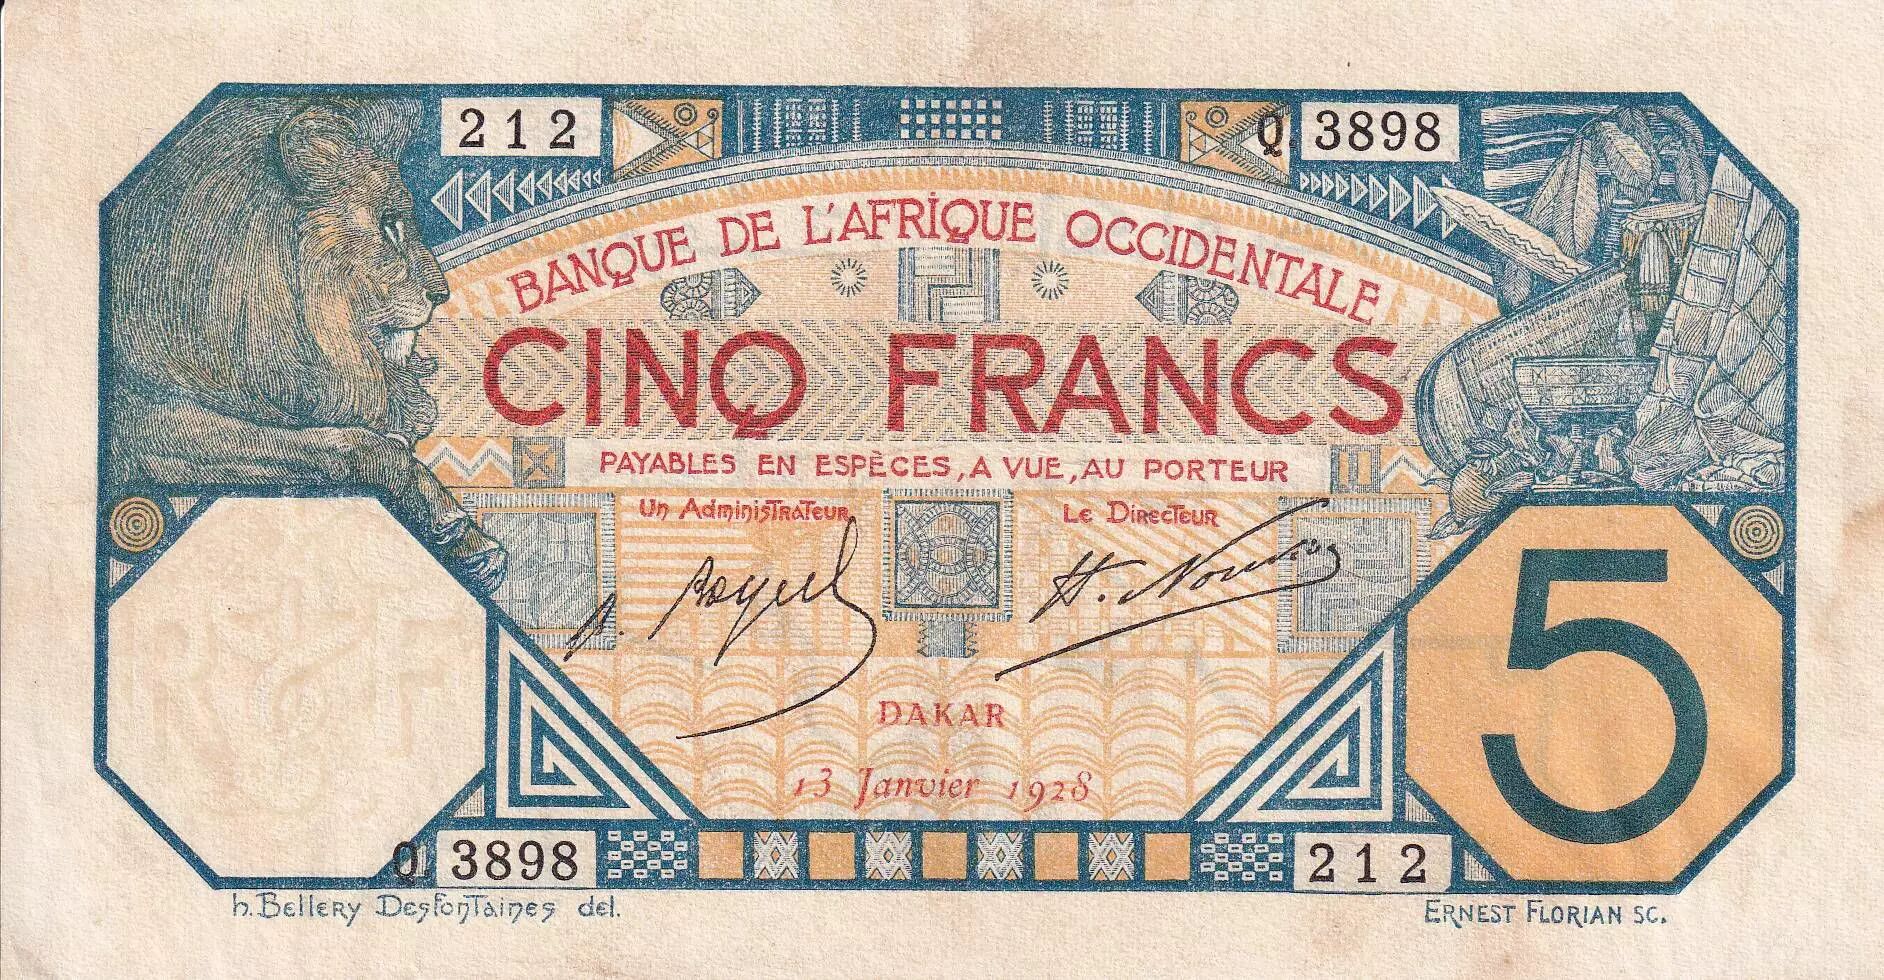 212
Q. 3898
BANQUE DE L'AFRIQUE OCCIDENTALE
CINQ FRANCS
PAYABLES EN ESPÈCES, A VUE, AU PORTEUR
Un Administrateur
Le Directeur
DAKAR
13 Janvier 1928
5
RF
Q. 3898
212
h. Bellery Desfontaines del.
ERNEST FLORIAN SC.